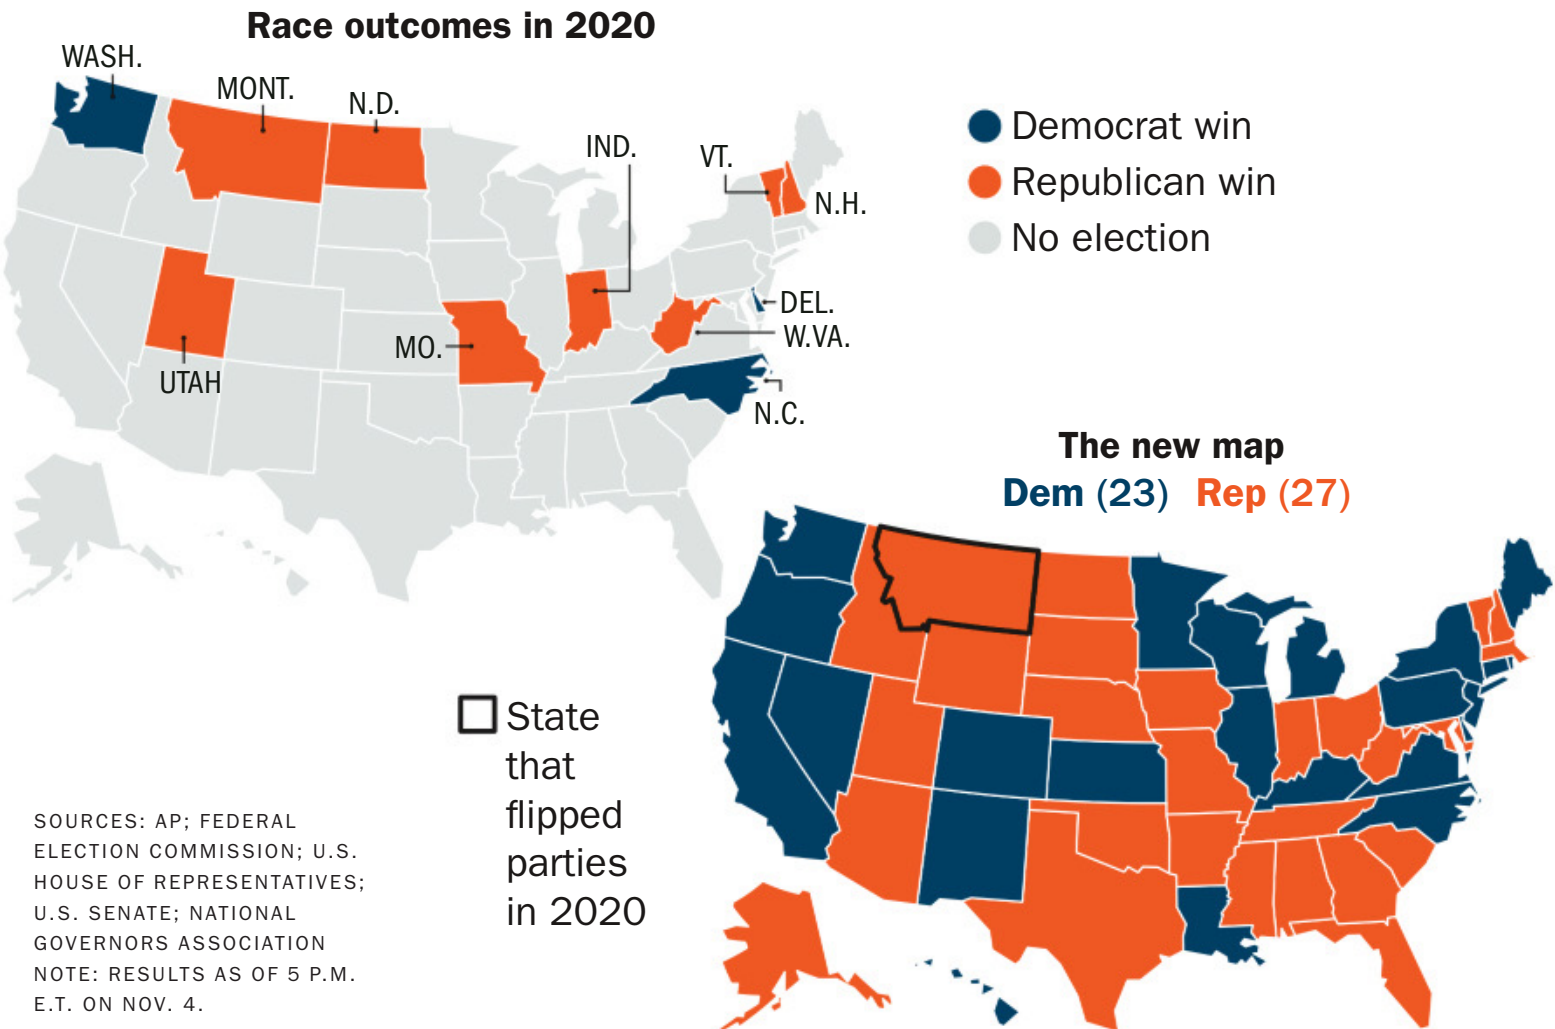 Race outcomes in 2020
WASH.
MONT.
N.D.
IND.
VT.
N.H.
DEL.
W.VA.
MO.
UTAH
N.C.
Democrat win
Republican win
No election
The new map
Dem (23) Rep (27)
State
that
flipped
parties
in 2020
SOURCES: AP; FEDERAL
ELECTION COMMISSION; U.S.
HOUSE OF REPRESENTATIVES;
U.S. SENATE; NATIONAL
GOVERNORS ASSOCIATION
NOTE: RESULTS AS OF 5 P.M.
E.T. ON NOV. 4.